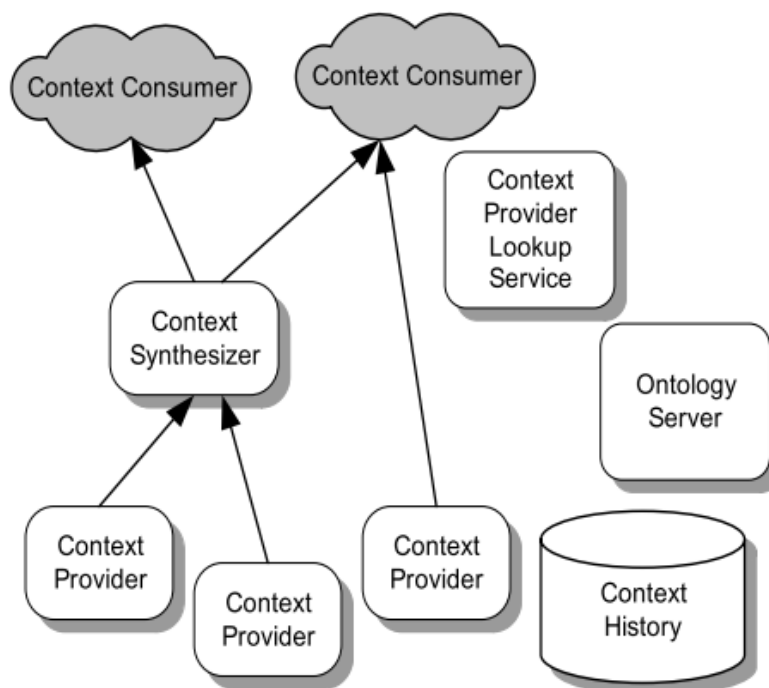 Context Consumer
Context Consumer
Context
Provider
Lookup
Service
Context
Synthesizer
Ontology
Server
Context
Provider
Context
Provider
Context
Provider
Context
History